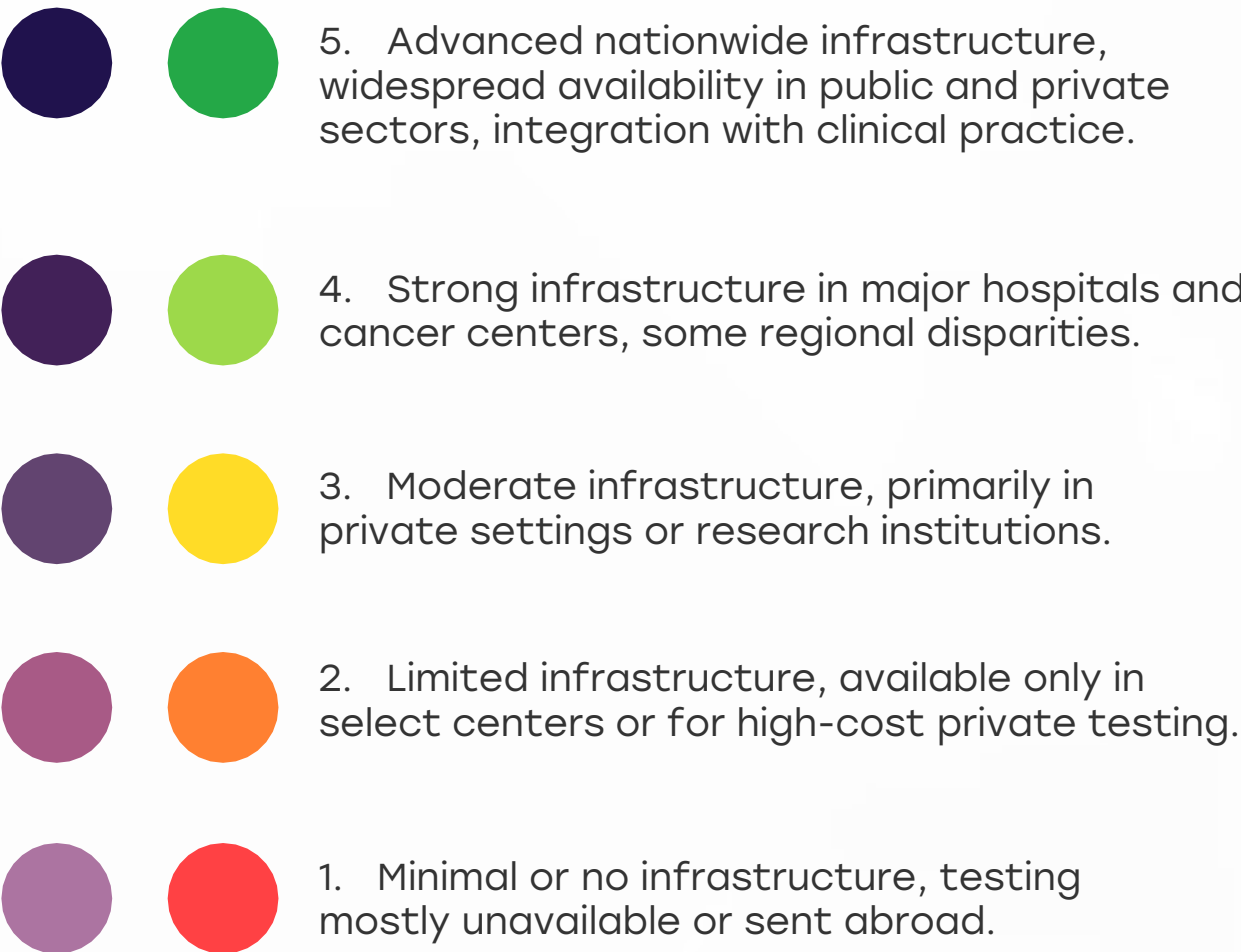 5. Advanced nationwide infrastructure,
widespread availability in public and private
sectors, integration with clinical practice.
4. Strong infrastructure in major hospitals and
cancer centers, some regional disparities.
3. Moderate infrastructure, primarily in
private settings or research institutions.
2. Limited infrastructure, available only in
select centers or for high-cost private testing.
1. Minimal or no infrastructure, testing
mostly unavailable or sent abroad.